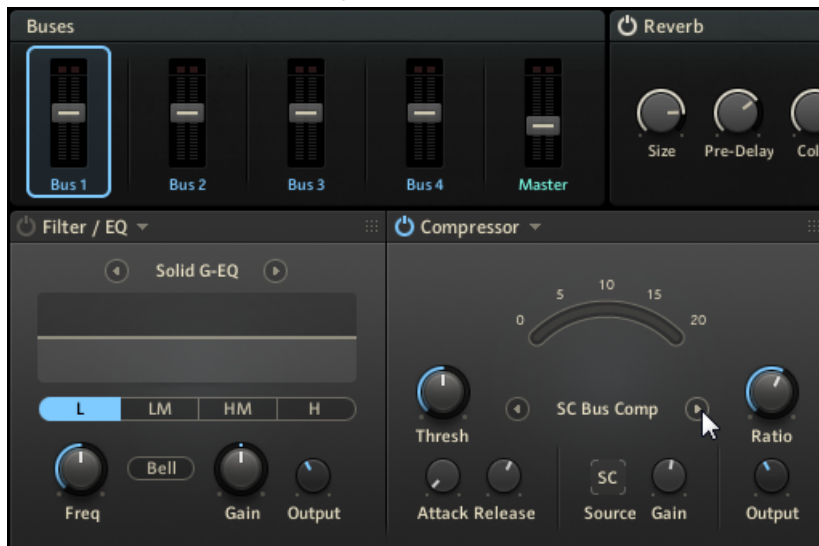 Buses
Reverb
Size Pre-Delay Col
Bus 1 Bus 2 Bus 3 Bus 4 Master
Filter / EQ
Compressor
Solid G-EQ
0 5 10 15 20
L LM HM H
SC Bus Comp
Thresh
Ratio
Bell
SC
Freq Gain Output
Attack Release Source Gain Output